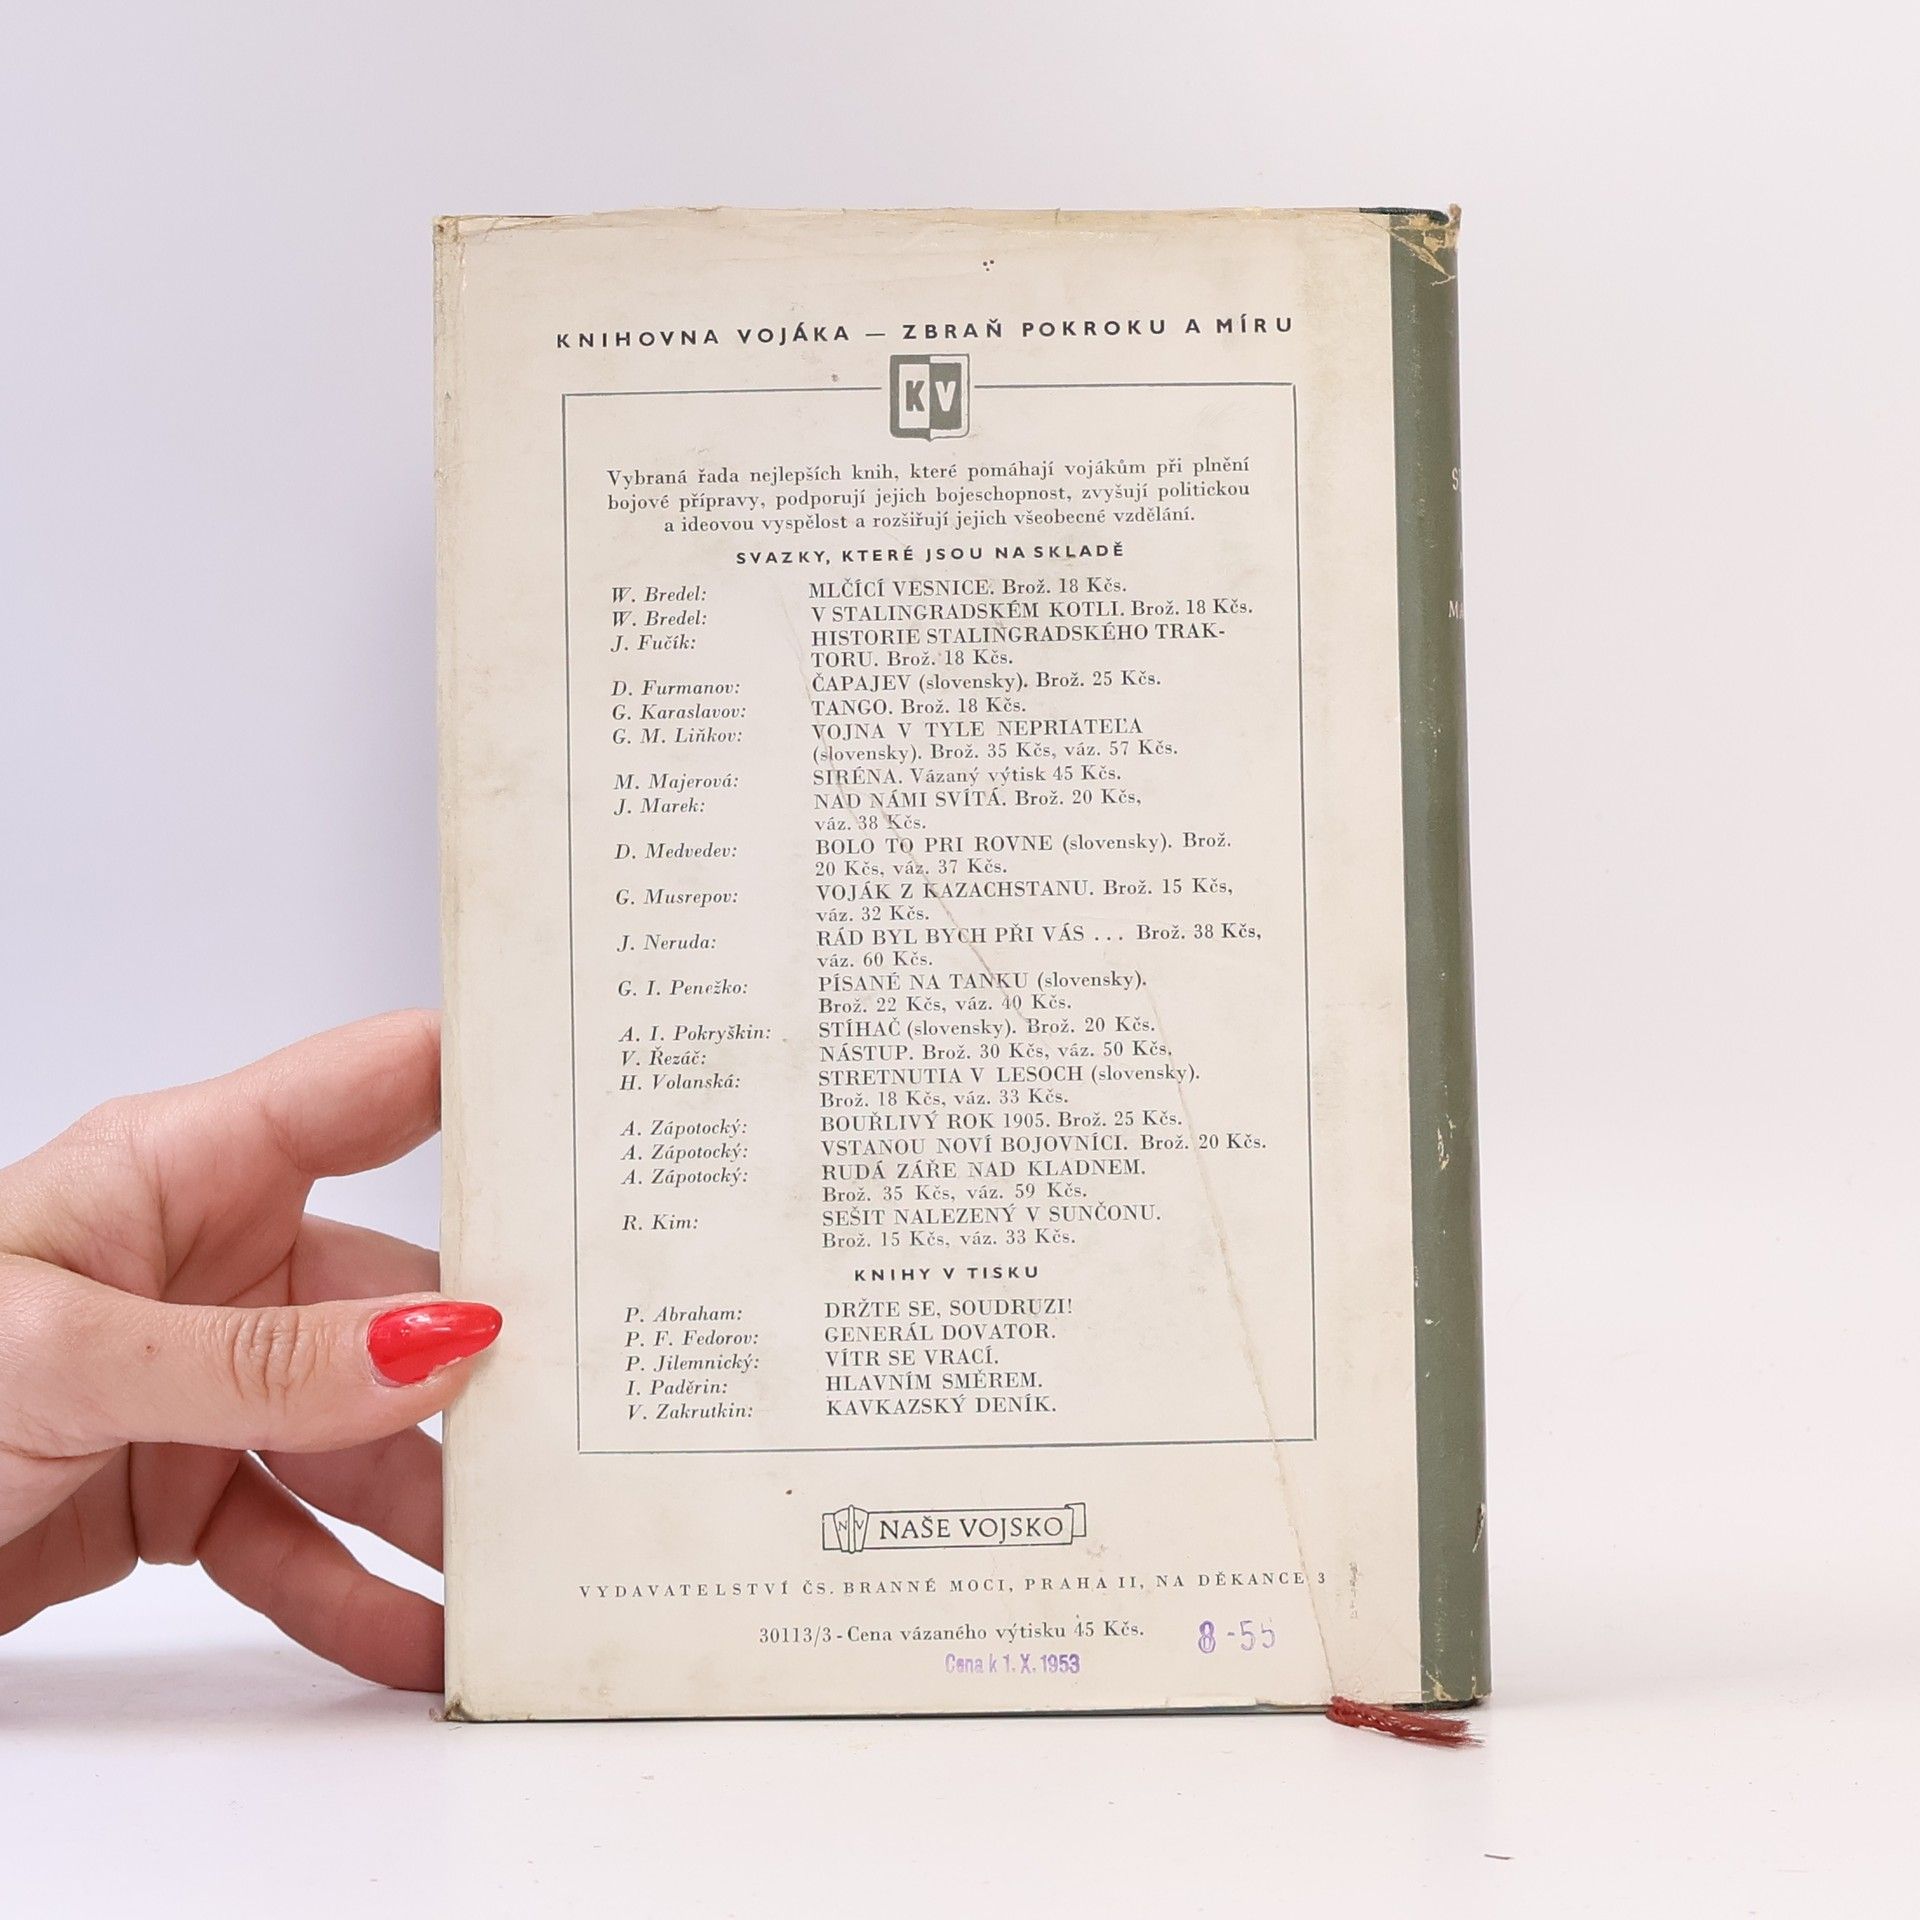 KNIHOVNA VOJÁKA — ZBRAŇ POKROKU A MÍRU
KV
Vybraná řada nejlepších knih, které pomáhají vojákům při plnění
bojové přípravy, podporují jejich bojeschopnost, zvyšují politickou
a ideovou vyspělost a rozšiřují jejich všeobecné vzdělání.
SVAZKY, KTERÉ JSOU NA SKLADĚ
W. Bredel: MLČÍCÍ VESNICE. Brož. 18 Kčs.
W. Bredel: V STALINGRADSKÉM KOTLI. Brož. 18 Kčs.
J. Fučík: HISTORIE STALINGRADSKÉHO TRAK-
TORU. Brož. 18 Kčs.
D. Furmanov: ČAPAJEV (slovensky). Brož. 25 Kčs.
G. Karaslavov: TANGO. Brož. 18 Kčs.
G. M. Liňkov: VOJNA V TYLE NEPRIATEĽA
(slovensky). Brož. 35 Kčs, váz. 57 Kčs.
M. Majerová: SIRÉNA. Vázaný výtisk 45 Kčs.
J. Marek: NAD NÁMI SVÍTÁ. Brož. 20 Kčs,
váz. 38 Kčs.
D. Medvedev: BOLO TO PRI ROVNE (slovensky). Brož.
20 Kčs, váz. 37 Kčs.
G. Musrepov: VOJÁK Z KAZACHSTANU. Brož. 15 Kčs,
váz. 32 Kčs.
J. Neruda: RÁD BYL BYCH PŘI VÁS ... Brož. 38 Kčs,
váz. 60 Kčs.
G. I. Penežko: PÍSANÉ NA TANKU (slovensky).
Brož. 22 Kčs, váz. 40 Kčs.
A. I. Pokryškin: STÍHAČ (slovensky). Brož. 20 Kčs.
V. Řezáč: NÁSTUP. Brož. 30 Kčs, váz. 50 Kčs.
H. Volanská: STRETNUTIA V LESOCH (slovensky).
Brož. 18 Kčs, váz. 33 Kčs.
A. Zápotocký: BOUŘLIVÝ ROK 1905. Brož. 25 Kčs.
A. Zápotocký: VSTANOU NOVÍ BOJOVNÍCI. Brož. 20 Kčs.
A. Zápotocký: RUDÁ ZÁŘE NAD KLADNEM.
Brož. 35 Kčs, váz. 59 Kčs.
R. Kim: SEŠIT NALEZENÝ V SUNČONU.
Brož. 15 Kčs, váz. 33 Kčs.
KNIHY V TISKU
P. Abraham: DRŽTE SE, SOUDRUZI!
P. F. Fedorov: GENERÁL DOVATOR.
P. Jilemnický: VÍTR SE VRACÍ.
I. Paděrin: HLAVNÍM SMĚREM.
V. Zakrutkin: KAVKAZSKÝ DENÍK.
NV NAŠE VOJSKO
VYDAVATELSTVÍ ČS. BRANNÉ MOCI, PRAHA II, NA DĚKANCE 3
30113/3 - Cena vázaného výtisku 45 Kčs.
8-55
Cena k 1. X. 1953